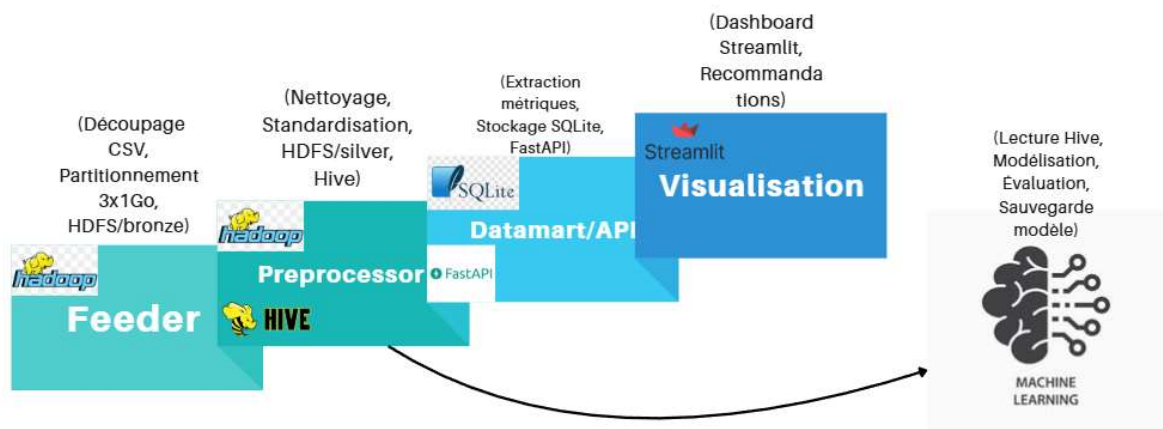 (Découpage
CSV,
Partitionnement
3x1Go,
HDFS/bronze)
hadoop
Feeder
(Nettoyage,
Standardisation,
HDFS/silver,
Hive)
hadoop
Preprocessor
HIVE
(Extraction
métriques,
Stockage SQLite,
FastAPI)
SQLite
Datamart/API
FastAPI
(Dashboard
Streamlit,
Recommanda
tions)
Streamlit
Visualisation
(Lecture Hive,
Modélisation,
Évaluation,
Sauvegarde
modèle)
MACHINE
LEARNING